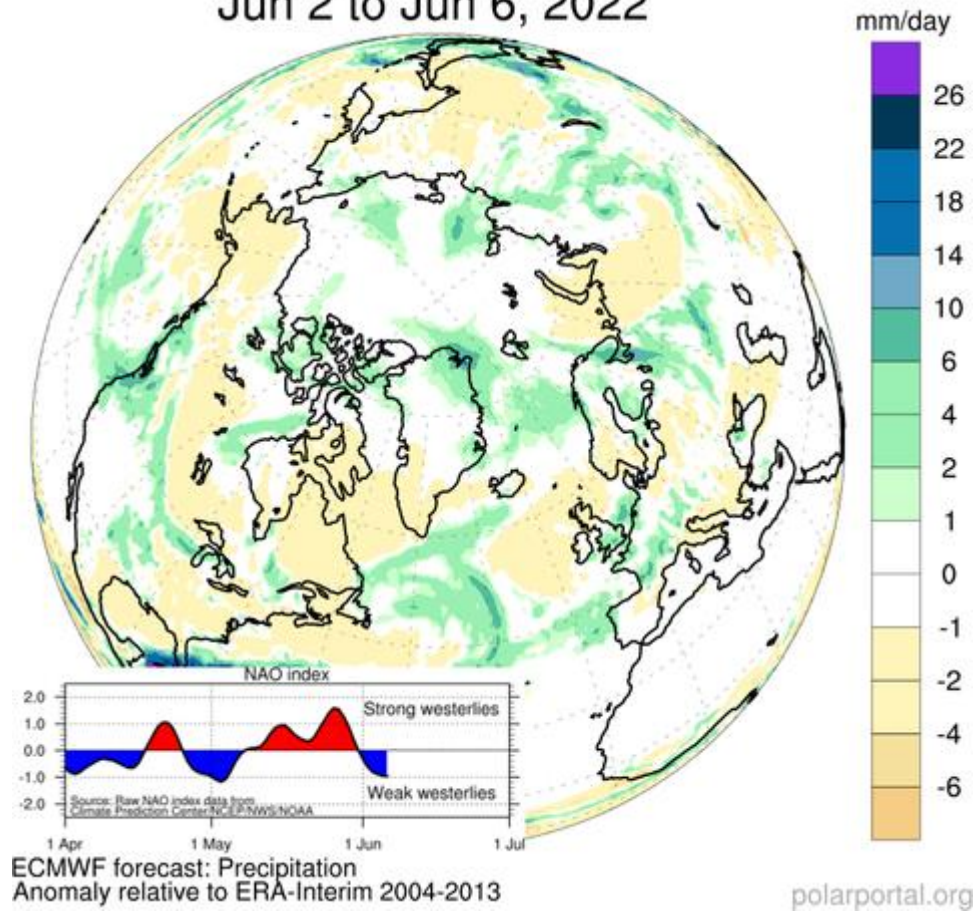 Jun 2 to Jun 6, 2022
mm/day
26
22
18
14
10
6
4
2
1
0
-1
-2
-4
-6
NAO index
2.0
1.0
0.0
-1.0
-2.0
Strong westerlies
Weak westerlies
Source: Raw NAO index data from
Climate Prediction Center/NCEP/NWS/NOAA
1 Apr 1 May 1 Jun 1 Jul
ECMWF forecast: Precipitation
Anomaly relative to ERA-Interim 2004-2013
polarportal.org